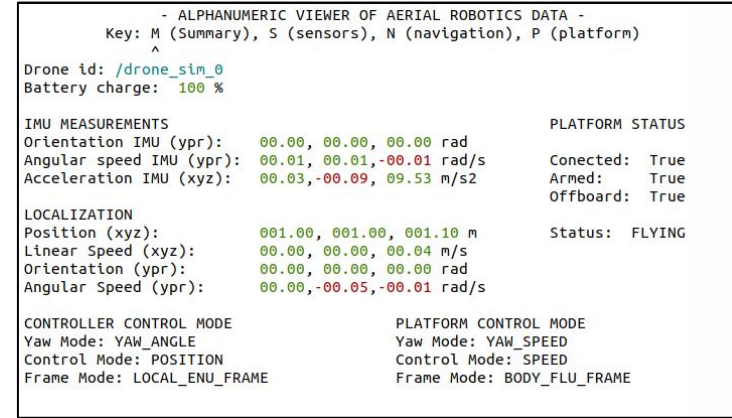 - ALPHANUMERIC VIEWER OF AERIAL ROBOTICS DATA -
Key: M (Summary), S (sensors), N (navigation), P (platform)
^
Drone id: /drone_sim_0
Battery charge: 100 %
IMU MEASUREMENTS PLATFORM STATUS
Orientation IMU (ypr): 00.00, 00.00, 00.00 rad
Angular speed IMU (ypr): 00.01, 00.01,-00.01 rad/s Conected: True
Acceleration IMU (xyz): 00.03,-00.09, 09.53 m/s2 Armed: True
Offboard: True
LOCALIZATION
Position (xyz): 001.00, 001.00, 001.10 m Status: FLYING
Linear Speed (xyz): 00.00, 00.00, 00.04 m/s
Orientation (ypr): 00.00, 00.00, 00.00 rad
Angular Speed (ypr): 00.00,-00.05,-00.01 rad/s
CONTROLLER CONTROL MODE PLATFORM CONTROL MODE
Yaw Mode: YAW_ANGLE Yaw Mode: YAW_SPEED
Control Mode: POSITION Control Mode: SPEED
Frame Mode: LOCAL_ENU_FRAME Frame Mode: BODY_FLU_FRAME